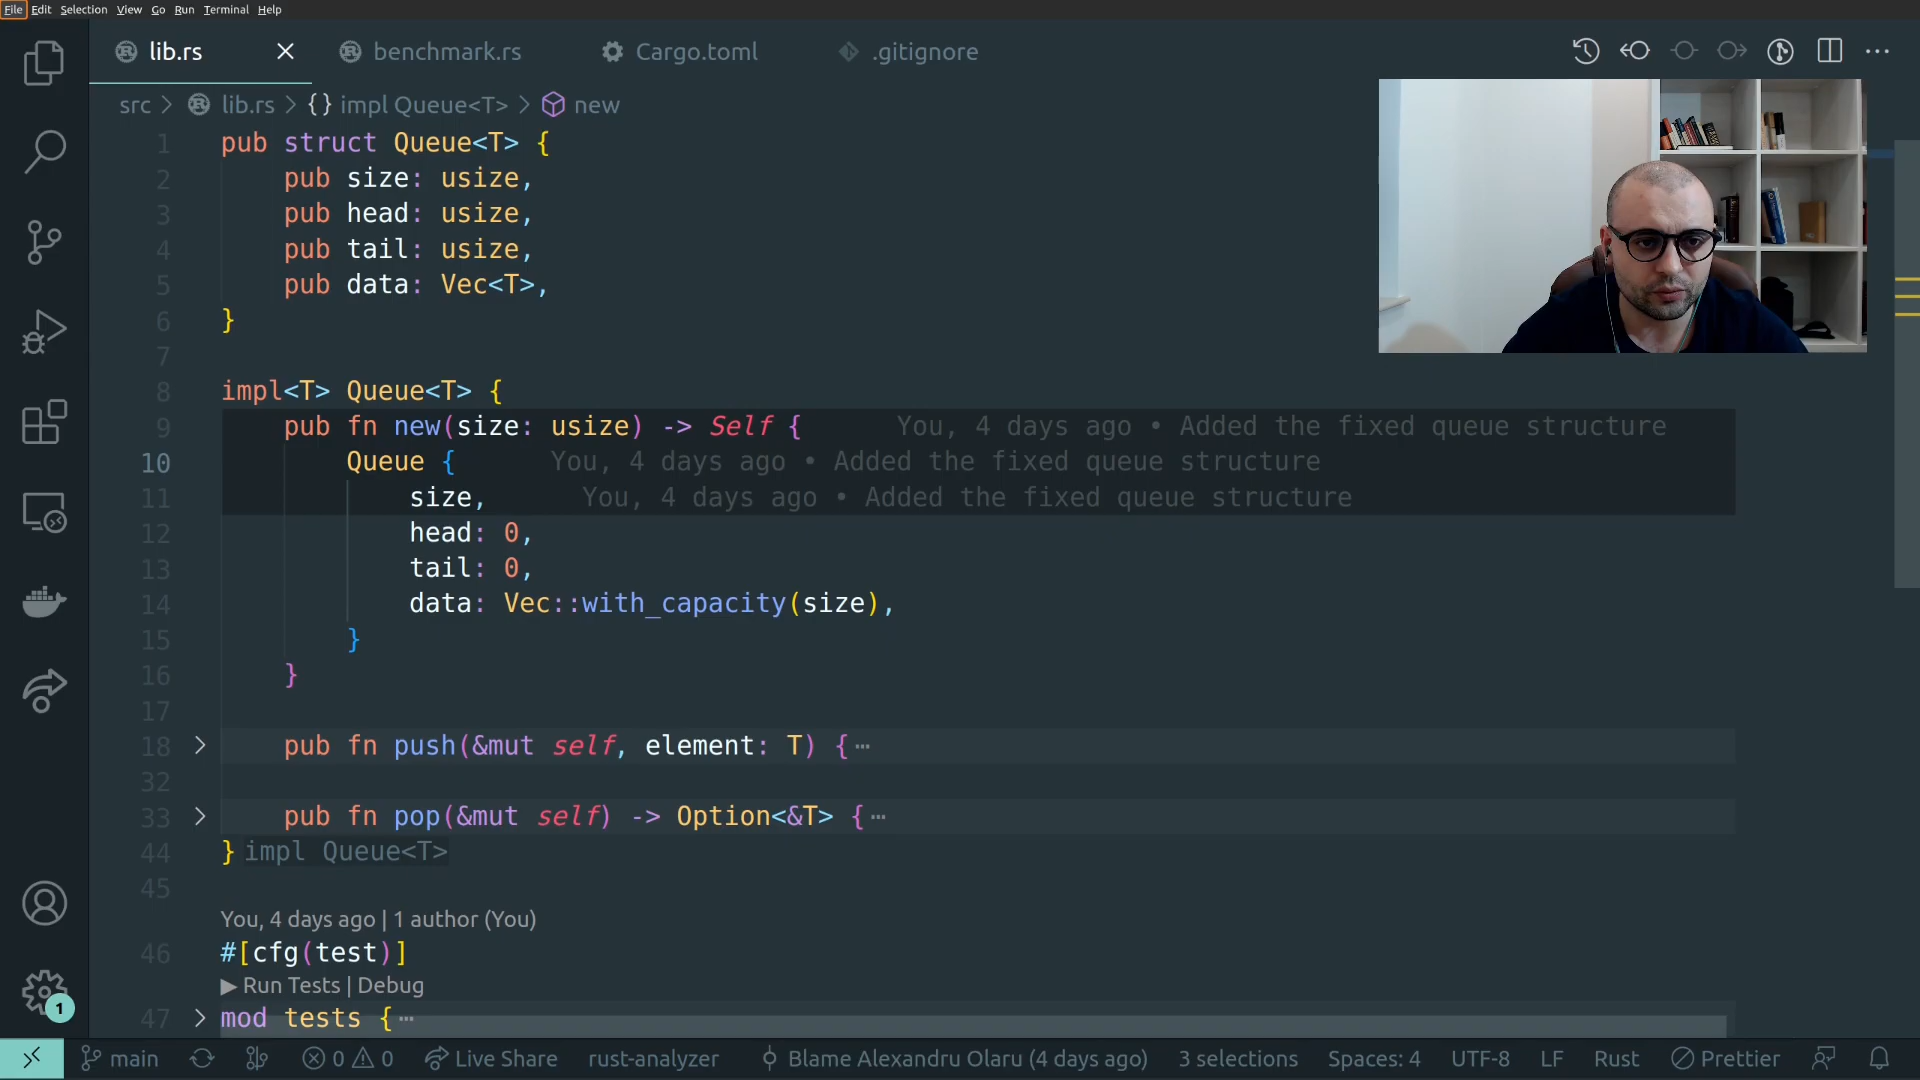 File Edit Selection View Go Run Terminal Help
lib.rs benchmark.rs Cargo.toml .gitignore
src > lib.rs > {} impl Queue<T> > new
1 pub struct Queue<T> {
2 pub size: usize,
3 pub head: usize,
4 pub tail: usize,
5 pub data: Vec<T>,
6 }
7
8 impl<T> Queue<T> {
9 pub fn new(size: usize) -> Self { You, 4 days ago • Added the fixed queue structure
10 Queue { You, 4 days ago • Added the fixed queue structure
11 size, You, 4 days ago • Added the fixed queue structure
12 head: 0,
13 tail: 0,
14 data: Vec::with_capacity(size),
15 }
16 }
17
18 pub fn push(&mut self, element: T) {⋯
32
33 pub fn pop(&mut self) -> Option<&T> {⋯
44 } impl Queue<T>
45
You, 4 days ago | 1 author (You)
46 #[cfg(test)]
▶ Run Tests | Debug
47 mod tests {⋯
1
main 0 0 Live Share rust-analyzer Blame Alexandru Olaru (4 days ago) 3 selections Spaces: 4 UTF-8 LF Rust Prettier